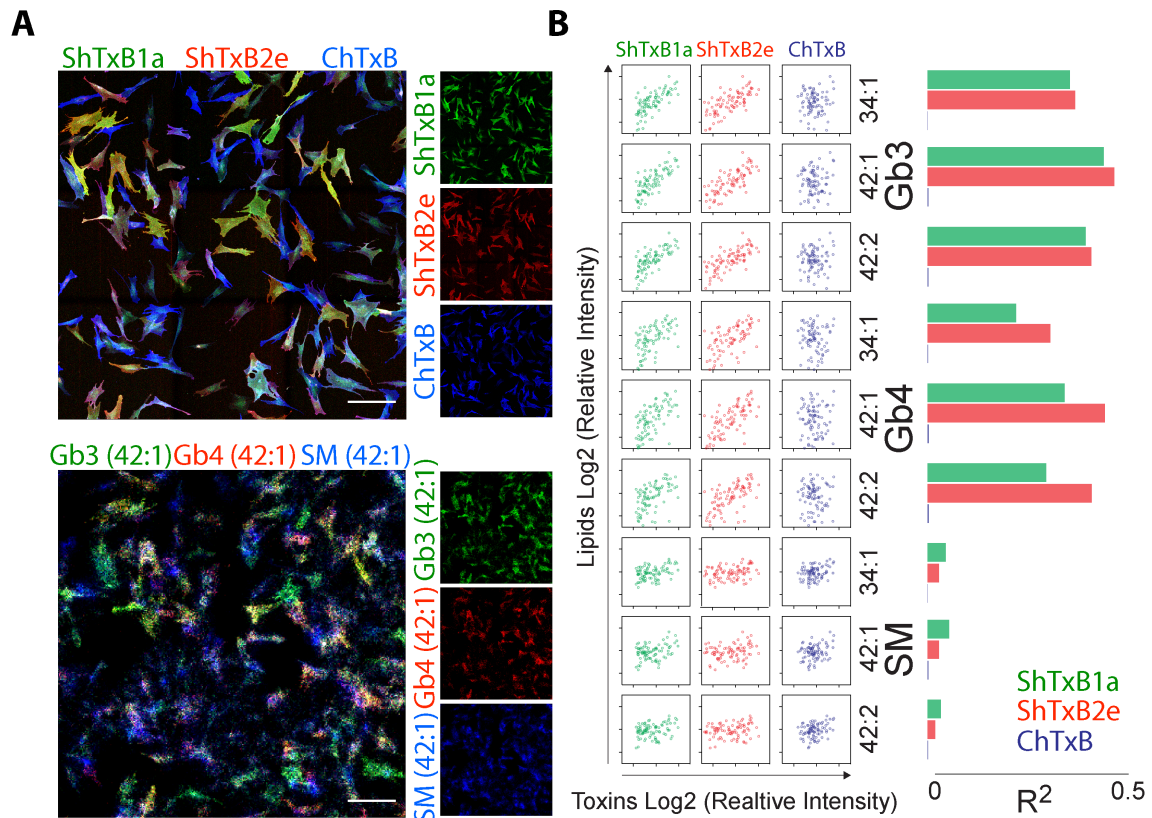 A
ShTxB1a ShTxB2e ChTxB
ShTxB1a
ShTxB2e
ChTxB
Gb3 (42:1) Gb4 (42:1) SM (42:1)
Gb3 (42:1)
Gb4 (42:1)
SM (42:1)
B
ShTxB1a ShTxB2e ChTxB
Lipids Log2 (Relative Intensity)
34:1
42:1
42:2
Gb3
34:1
42:1
42:2
Gb4
34:1
42:1
42:2
SM
Toxins Log2 (Realtive Intensity)
ShTxB1a
ShTxB2e
ChTxB
0 0.5
R²